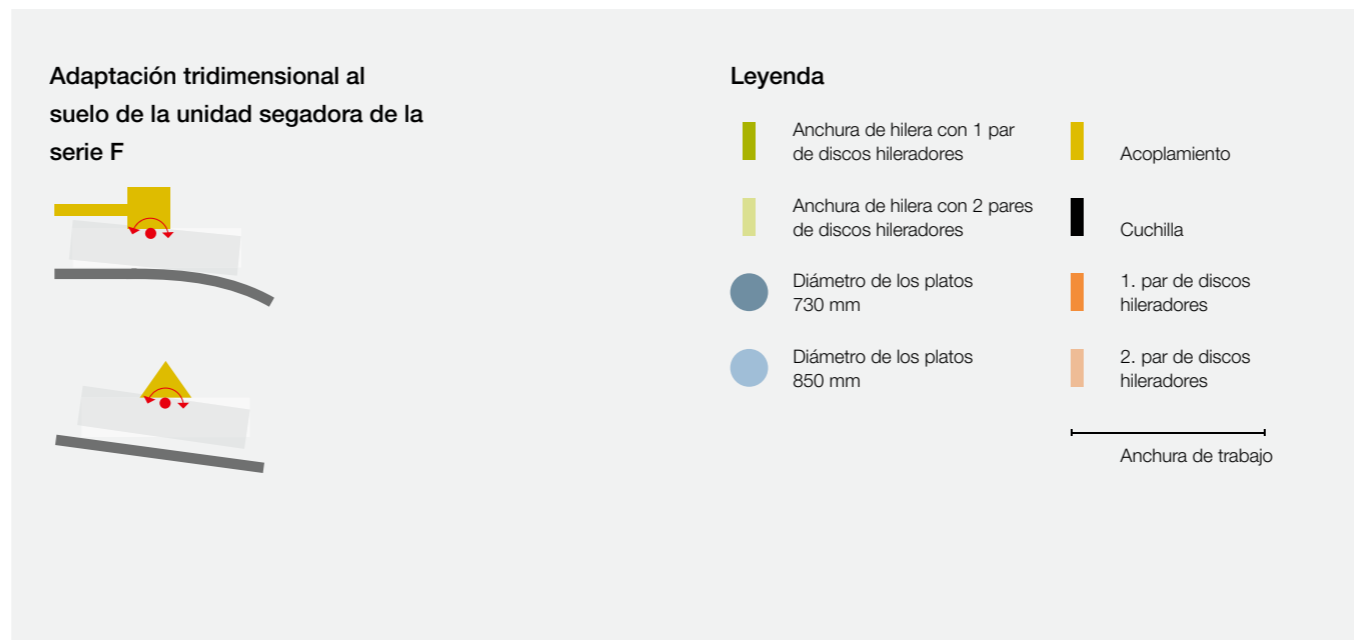 Adaptación tridimensional al
suelo de la unidad segadora de la
serie F
Leyenda
Anchura de hilera con 1 par
de discos hileradores
Anchura de hilera con 2 pares
de discos hileradores
Diámetro de los platos
730 mm
Diámetro de los platos
850 mm
Acoplamiento
Cuchilla
1. par de discos
hileradores
2. par de discos
hileradores
Anchura de trabajo